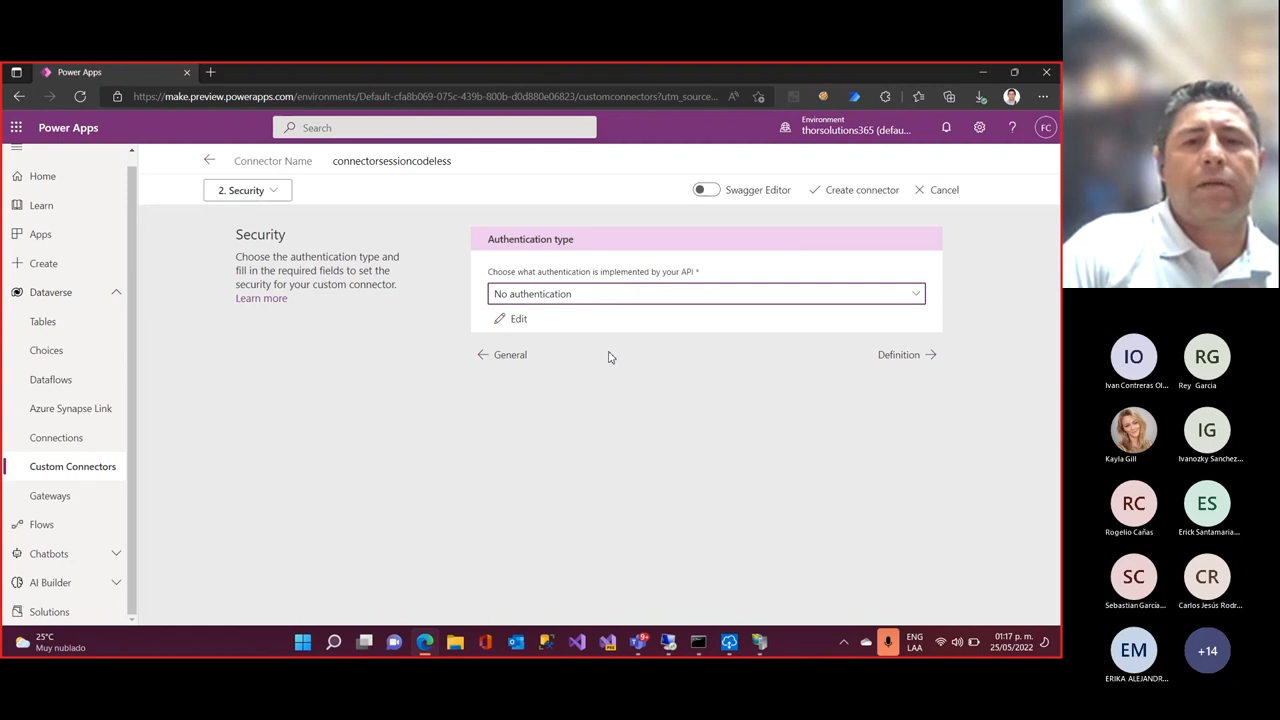 Power Apps
https://make.preview.powerapps.com/environments/Default-cfa8b069-075c-439b-800b-d0d880e06823/customconnectors?utm_source...
Power Apps
Search
Environment
thorsolutions365 (defau...
FC
Home
Learn
Apps
Create
Dataverse
Tables
Choices
Dataflows
Azure Synapse Link
Connections
Custom Connectors
Gateways
Flows
Chatbots
AI Builder
Solutions
Connector Name connectorsessioncodeless
2. Security
Swagger Editor
Create connector
Cancel
Security
Choose the authentication type and
fill in the required fields to set the
security for your custom connector.
Learn more
Authentication type
Choose what authentication is implemented by your API *
No authentication
Edit
General
Definition
25°C
Muy nublado
9+
PRE
ENG
LAA
01:17 p. m.
25/05/2022
IO
Ivan Contreras Ol...
RG
Rey Garcia
Kayla Gill
IG
Ivanozky Sanchez...
RC
Rogelio Cañas
ES
Erick Santamaria...
SC
Sebastian Garcia...
CR
Carlos Jesús Rodr...
EM
ERIKA ALEJANDR...
+14